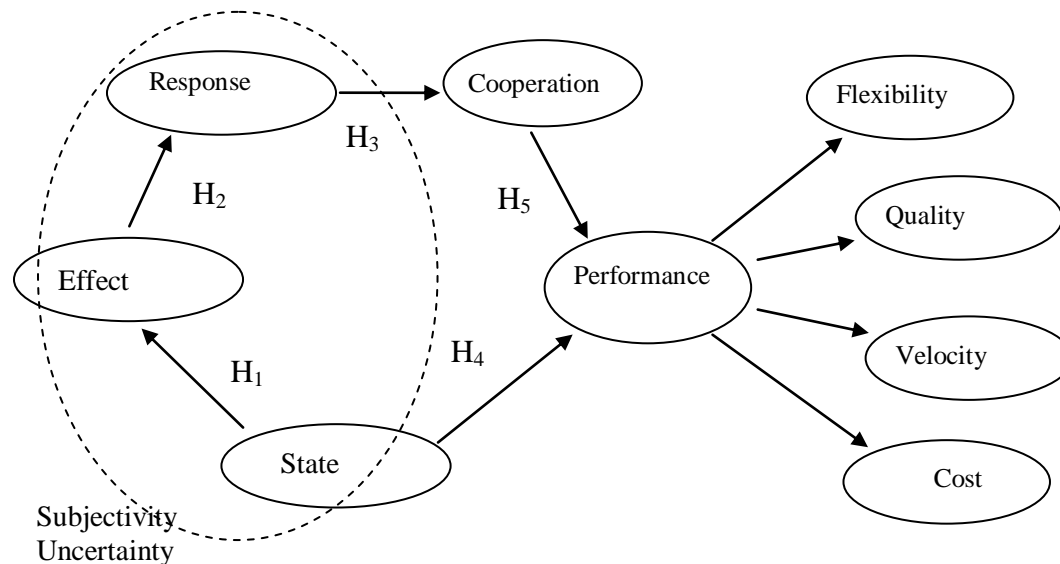 Response
Cooperation
Flexibility
H₃
H₂
H₅
Quality
Effect
Performance
H₁
H₄
Velocity
State
Cost
Subjectivity
Uncertainty